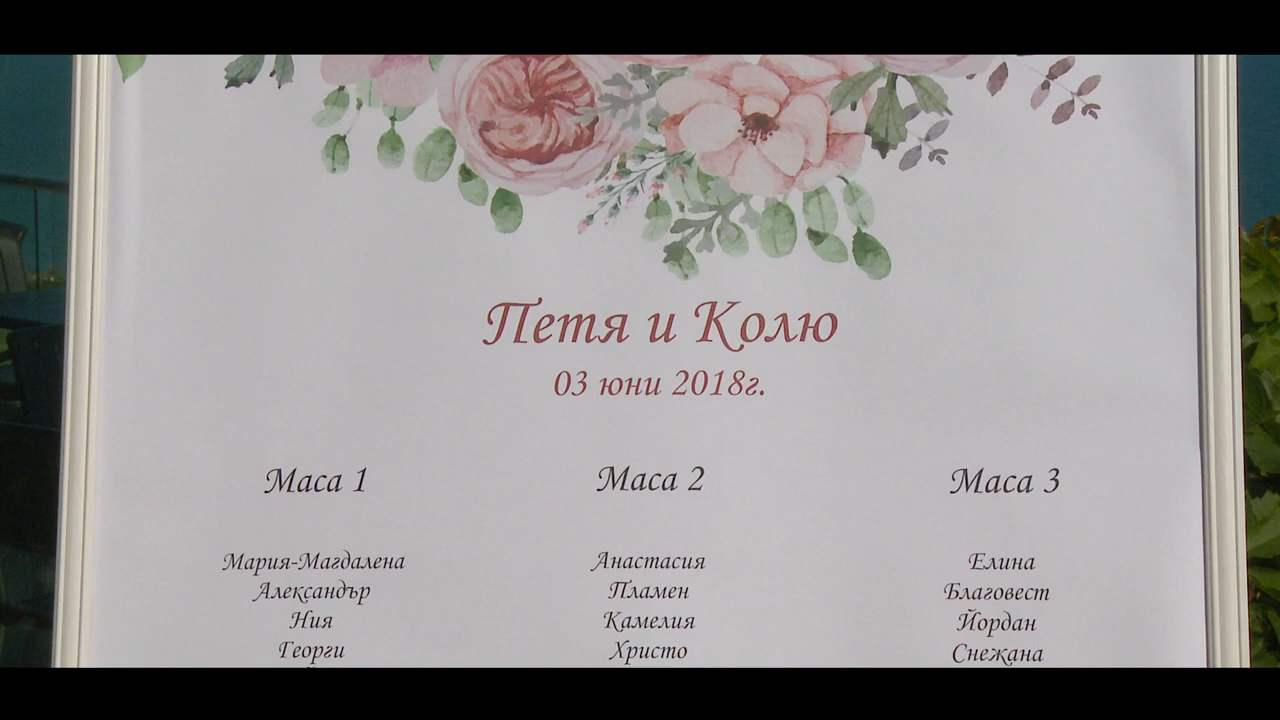 Петя и Колю
03 юни 2018г.
Маса 1
Мария-Магдалена
Александър
Ния
Георги
Маса 2
Анастасия
Пламен
Камелия
Христо
Маса 3
Елина
Благовест
Йордан
Снежана